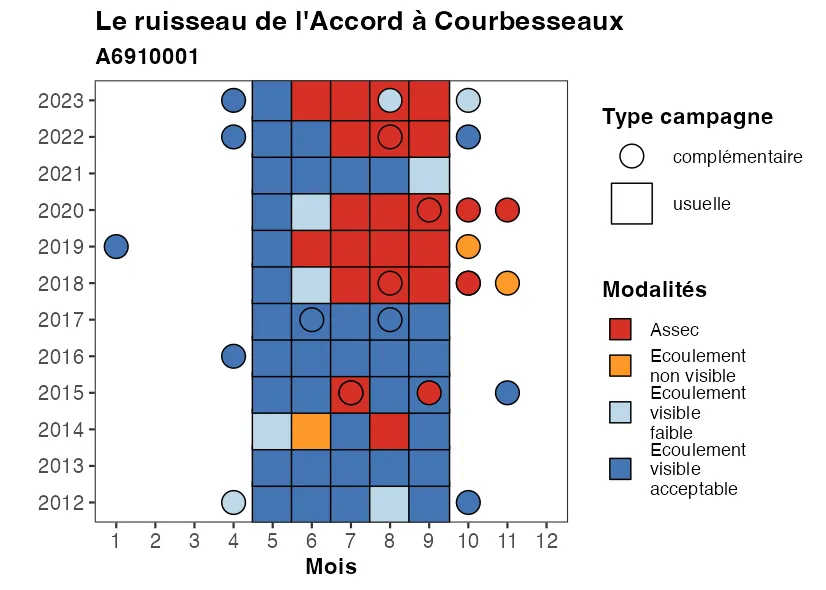 Le ruisseau de l'Accord à Courbesseaux
A6910001
2023
2022
2021
2020
2019
2018
2017
2016
2015
2014
2013
2012
1 2 3 4 5 6 7 8 9 10 11 12
Mois
Type campagne
complémentaire
usuelle
Modalités
Assec
Ecoulement
non visible
Ecoulement
visible
faible
Ecoulement
visible
acceptable